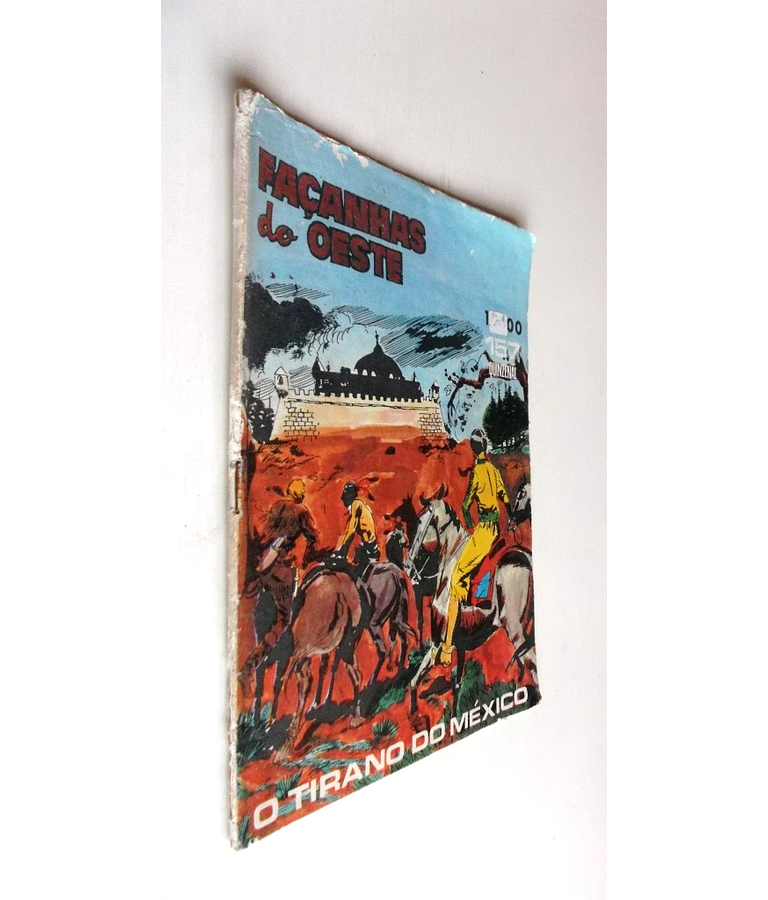 FAÇANHAS
do OESTE
157
QUINZENAL
O TIRANO DO MÉXICO